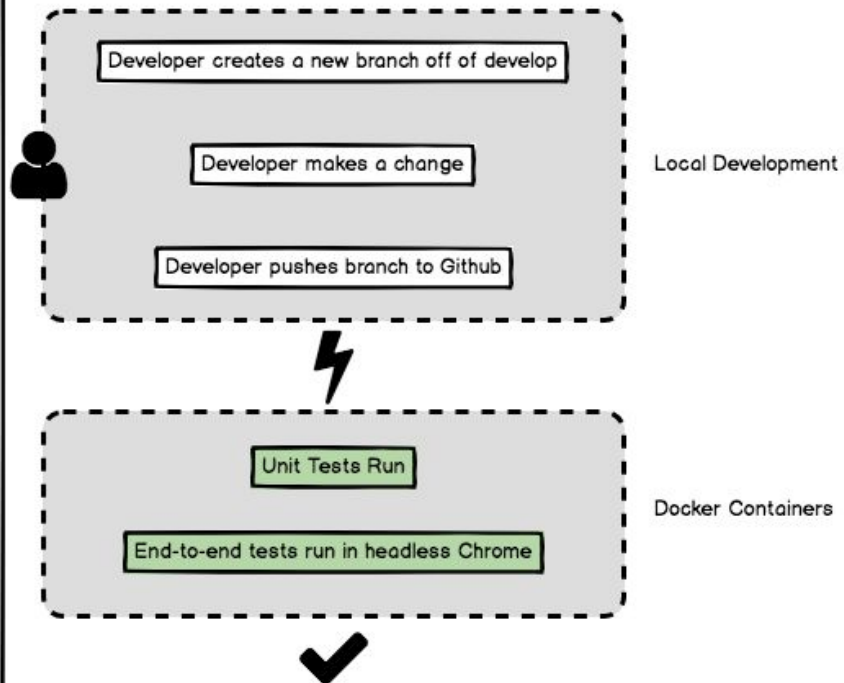 Developer creates a new branch off of develop
Developer makes a change
Local Development
Developer pushes branch to Github
Unit Tests Run
Docker Containers
End-to-end tests run in headless Chrome